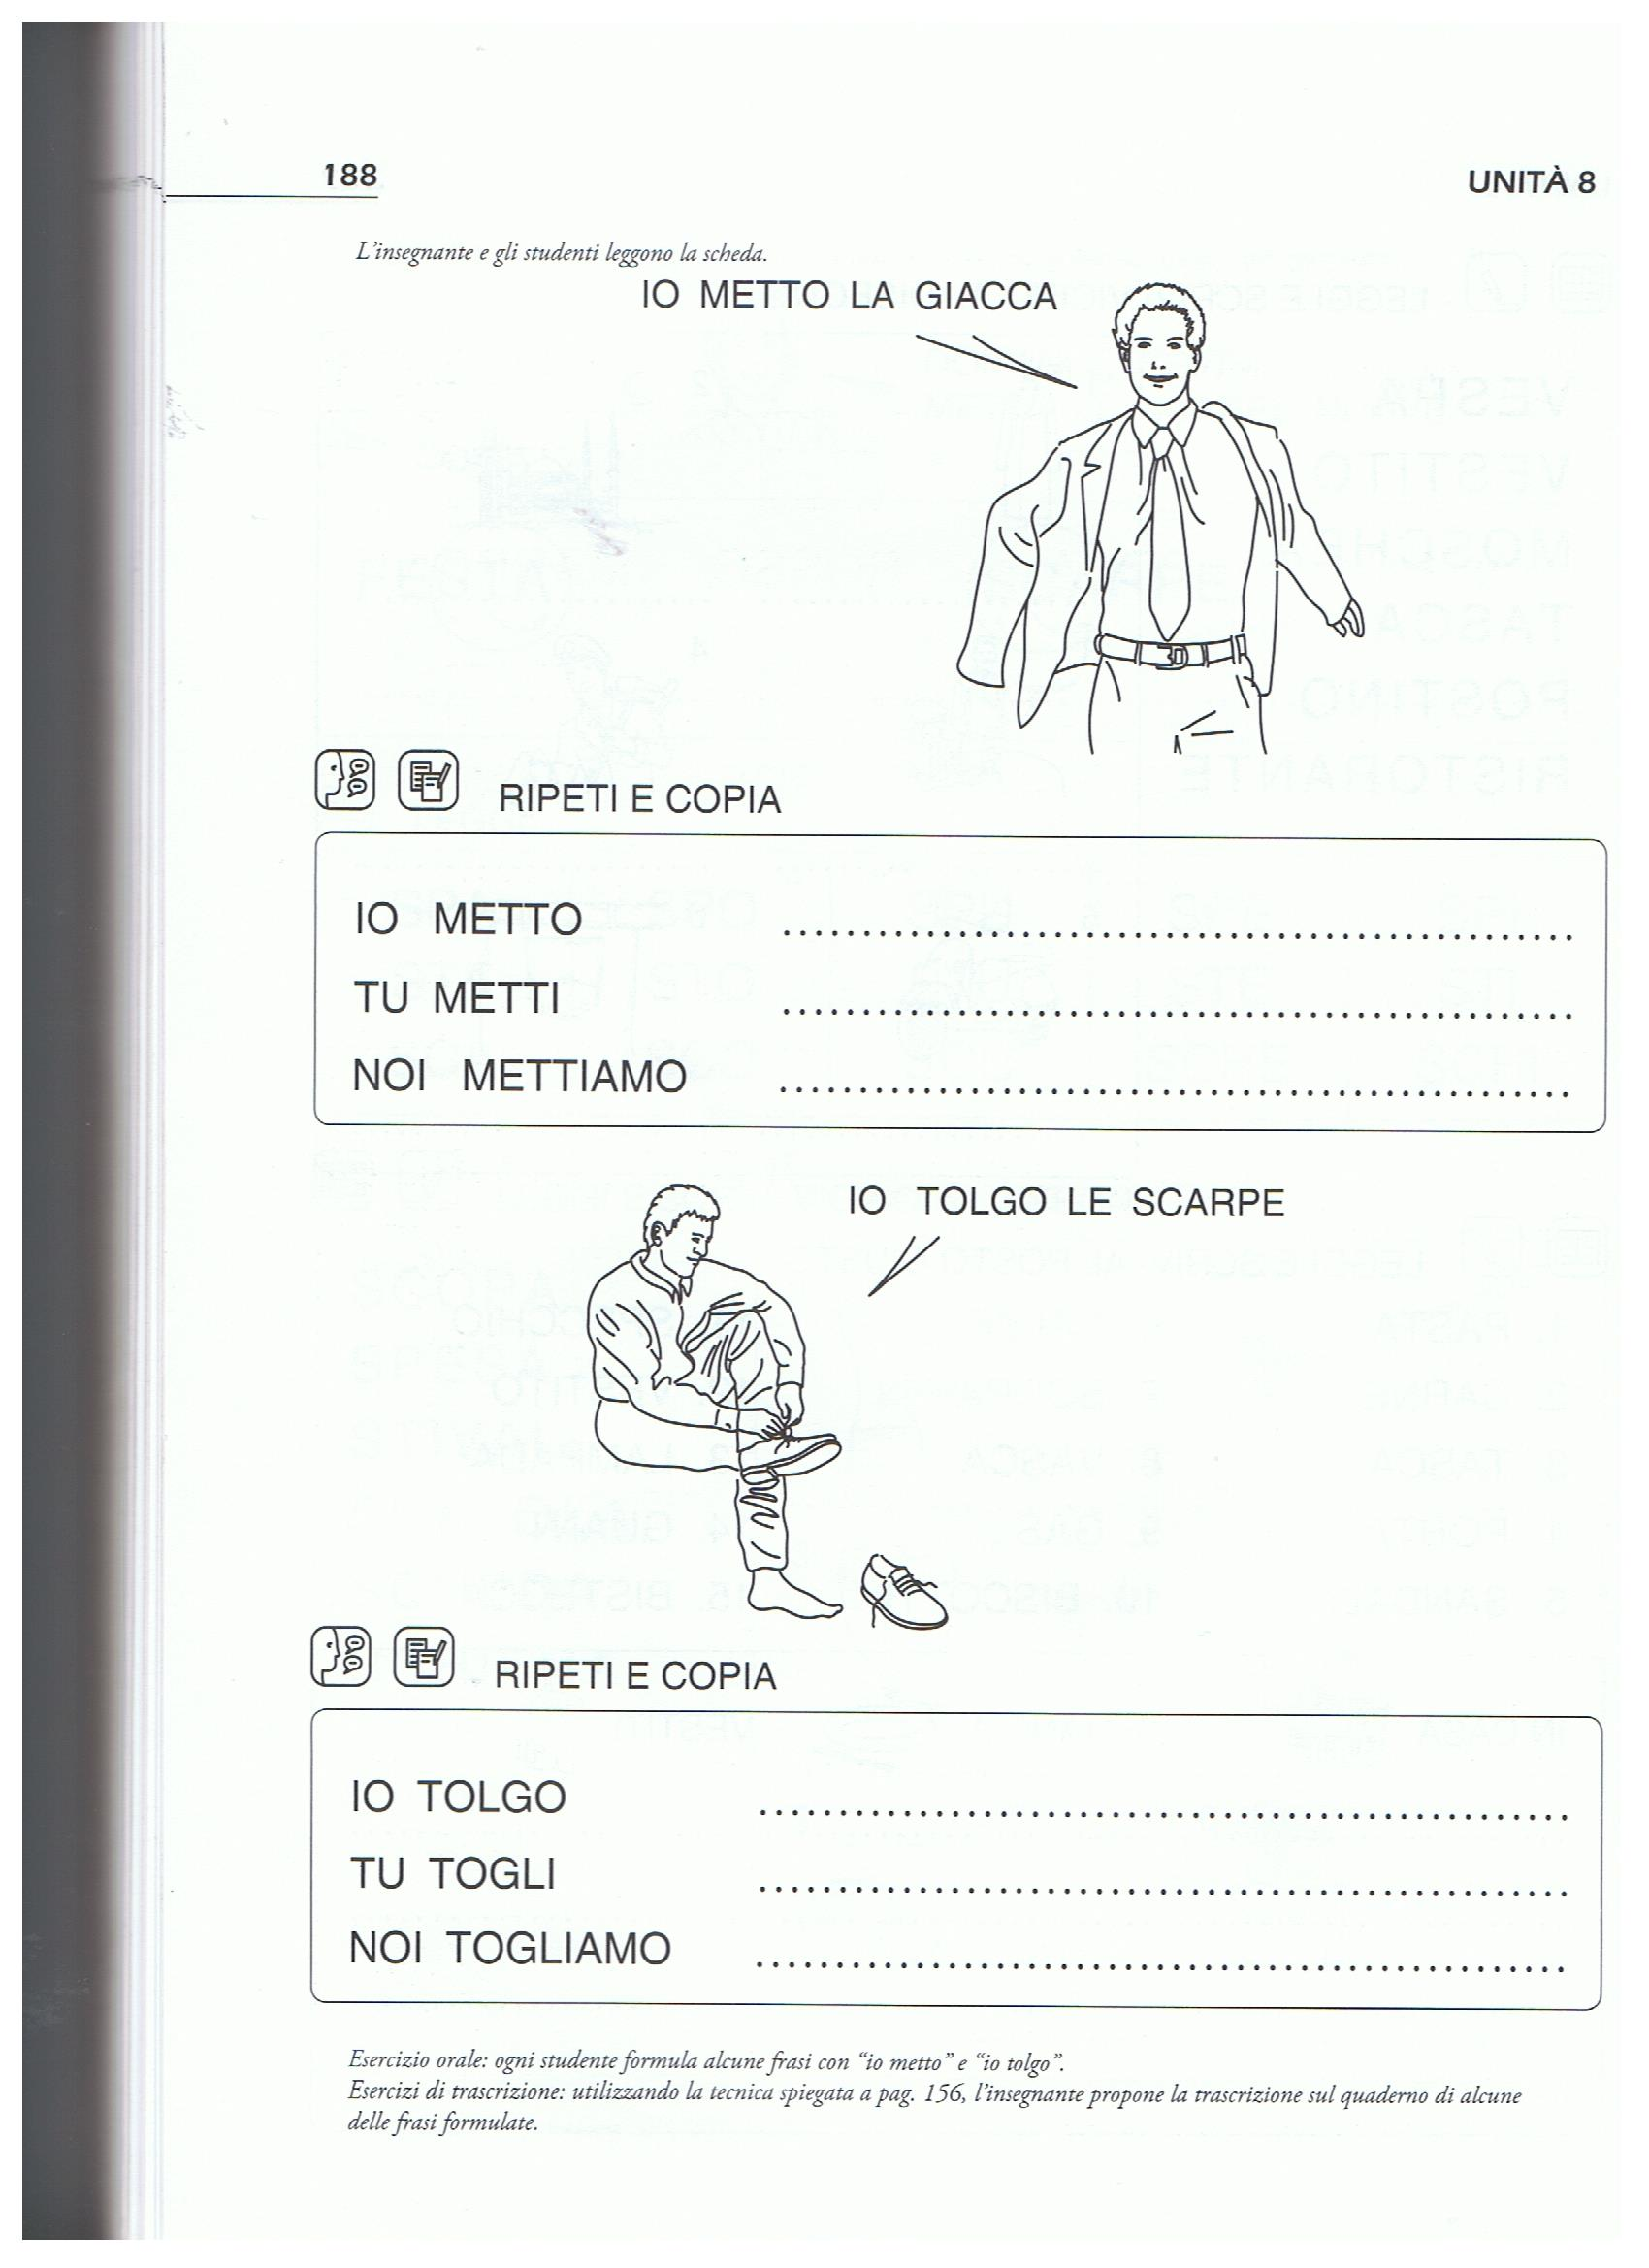 188
UNITÀ 8
L'insegnante e gli studenti leggono la scheda.
IO METTO LA GIACCA
RIPETI E COPIA
IO METTO ..................................................
TU METTI ..................................................
NOI METTIAMO ..................................................
IO TOLGO LE SCARPE
RIPETI E COPIA
IO TOLGO ..................................................
TU TOGLI ..................................................
NOI TOGLIAMO ..................................................
Esercizio orale: ogni studente formula alcune frasi con “io metto” e “io tolgo”.
Esercizi di trascrizione: utilizzando la tecnica spiegata a pag. 156, l'insegnante propone la trascrizione sul quaderno di alcune
delle frasi formulate.